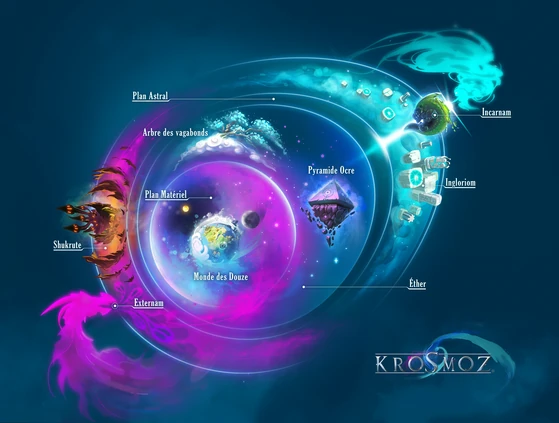 Plan Astral
Incarnam
Arbre des vagabonds
Pyramide Ocre
Ingloriom
Plan Matériel
Shukrute
Monde des Douze
Éther
Externam
KROSMOZ